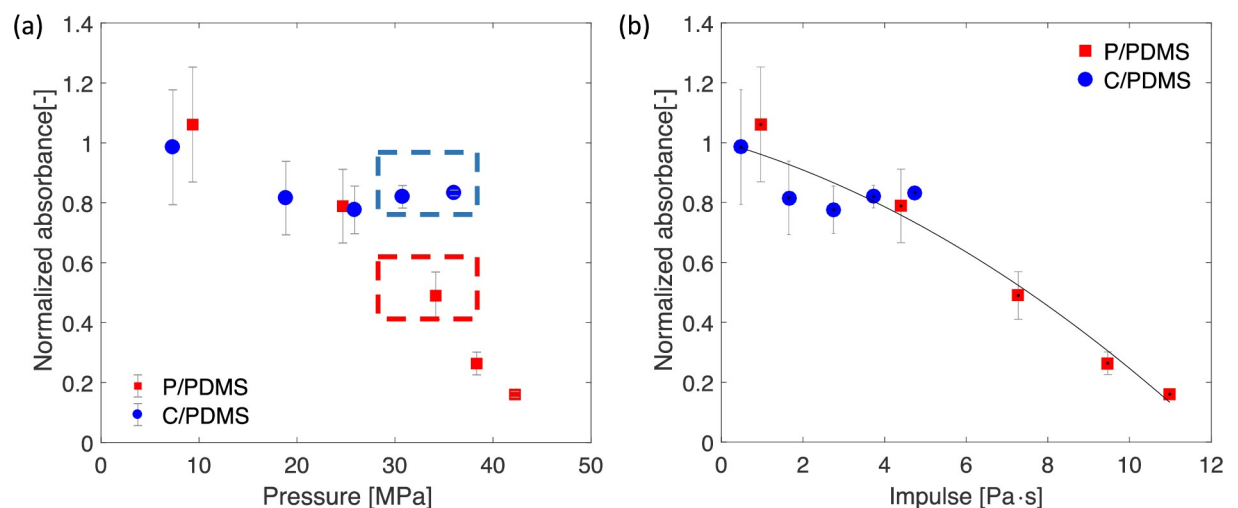 (a)
1.4
1.2
1
0.8
0.6
0.4
0.2
0
Normalized absorbance[-]
P/PDMS
C/PDMS
0 10 20 30 40 50
Pressure [MPa]
(b)
1.4
1.2
1
0.8
0.6
0.4
0.2
0
Normalized absorbance[-]
P/PDMS
C/PDMS
0 2 4 6 8 10 12
Impulse [Pa·s]